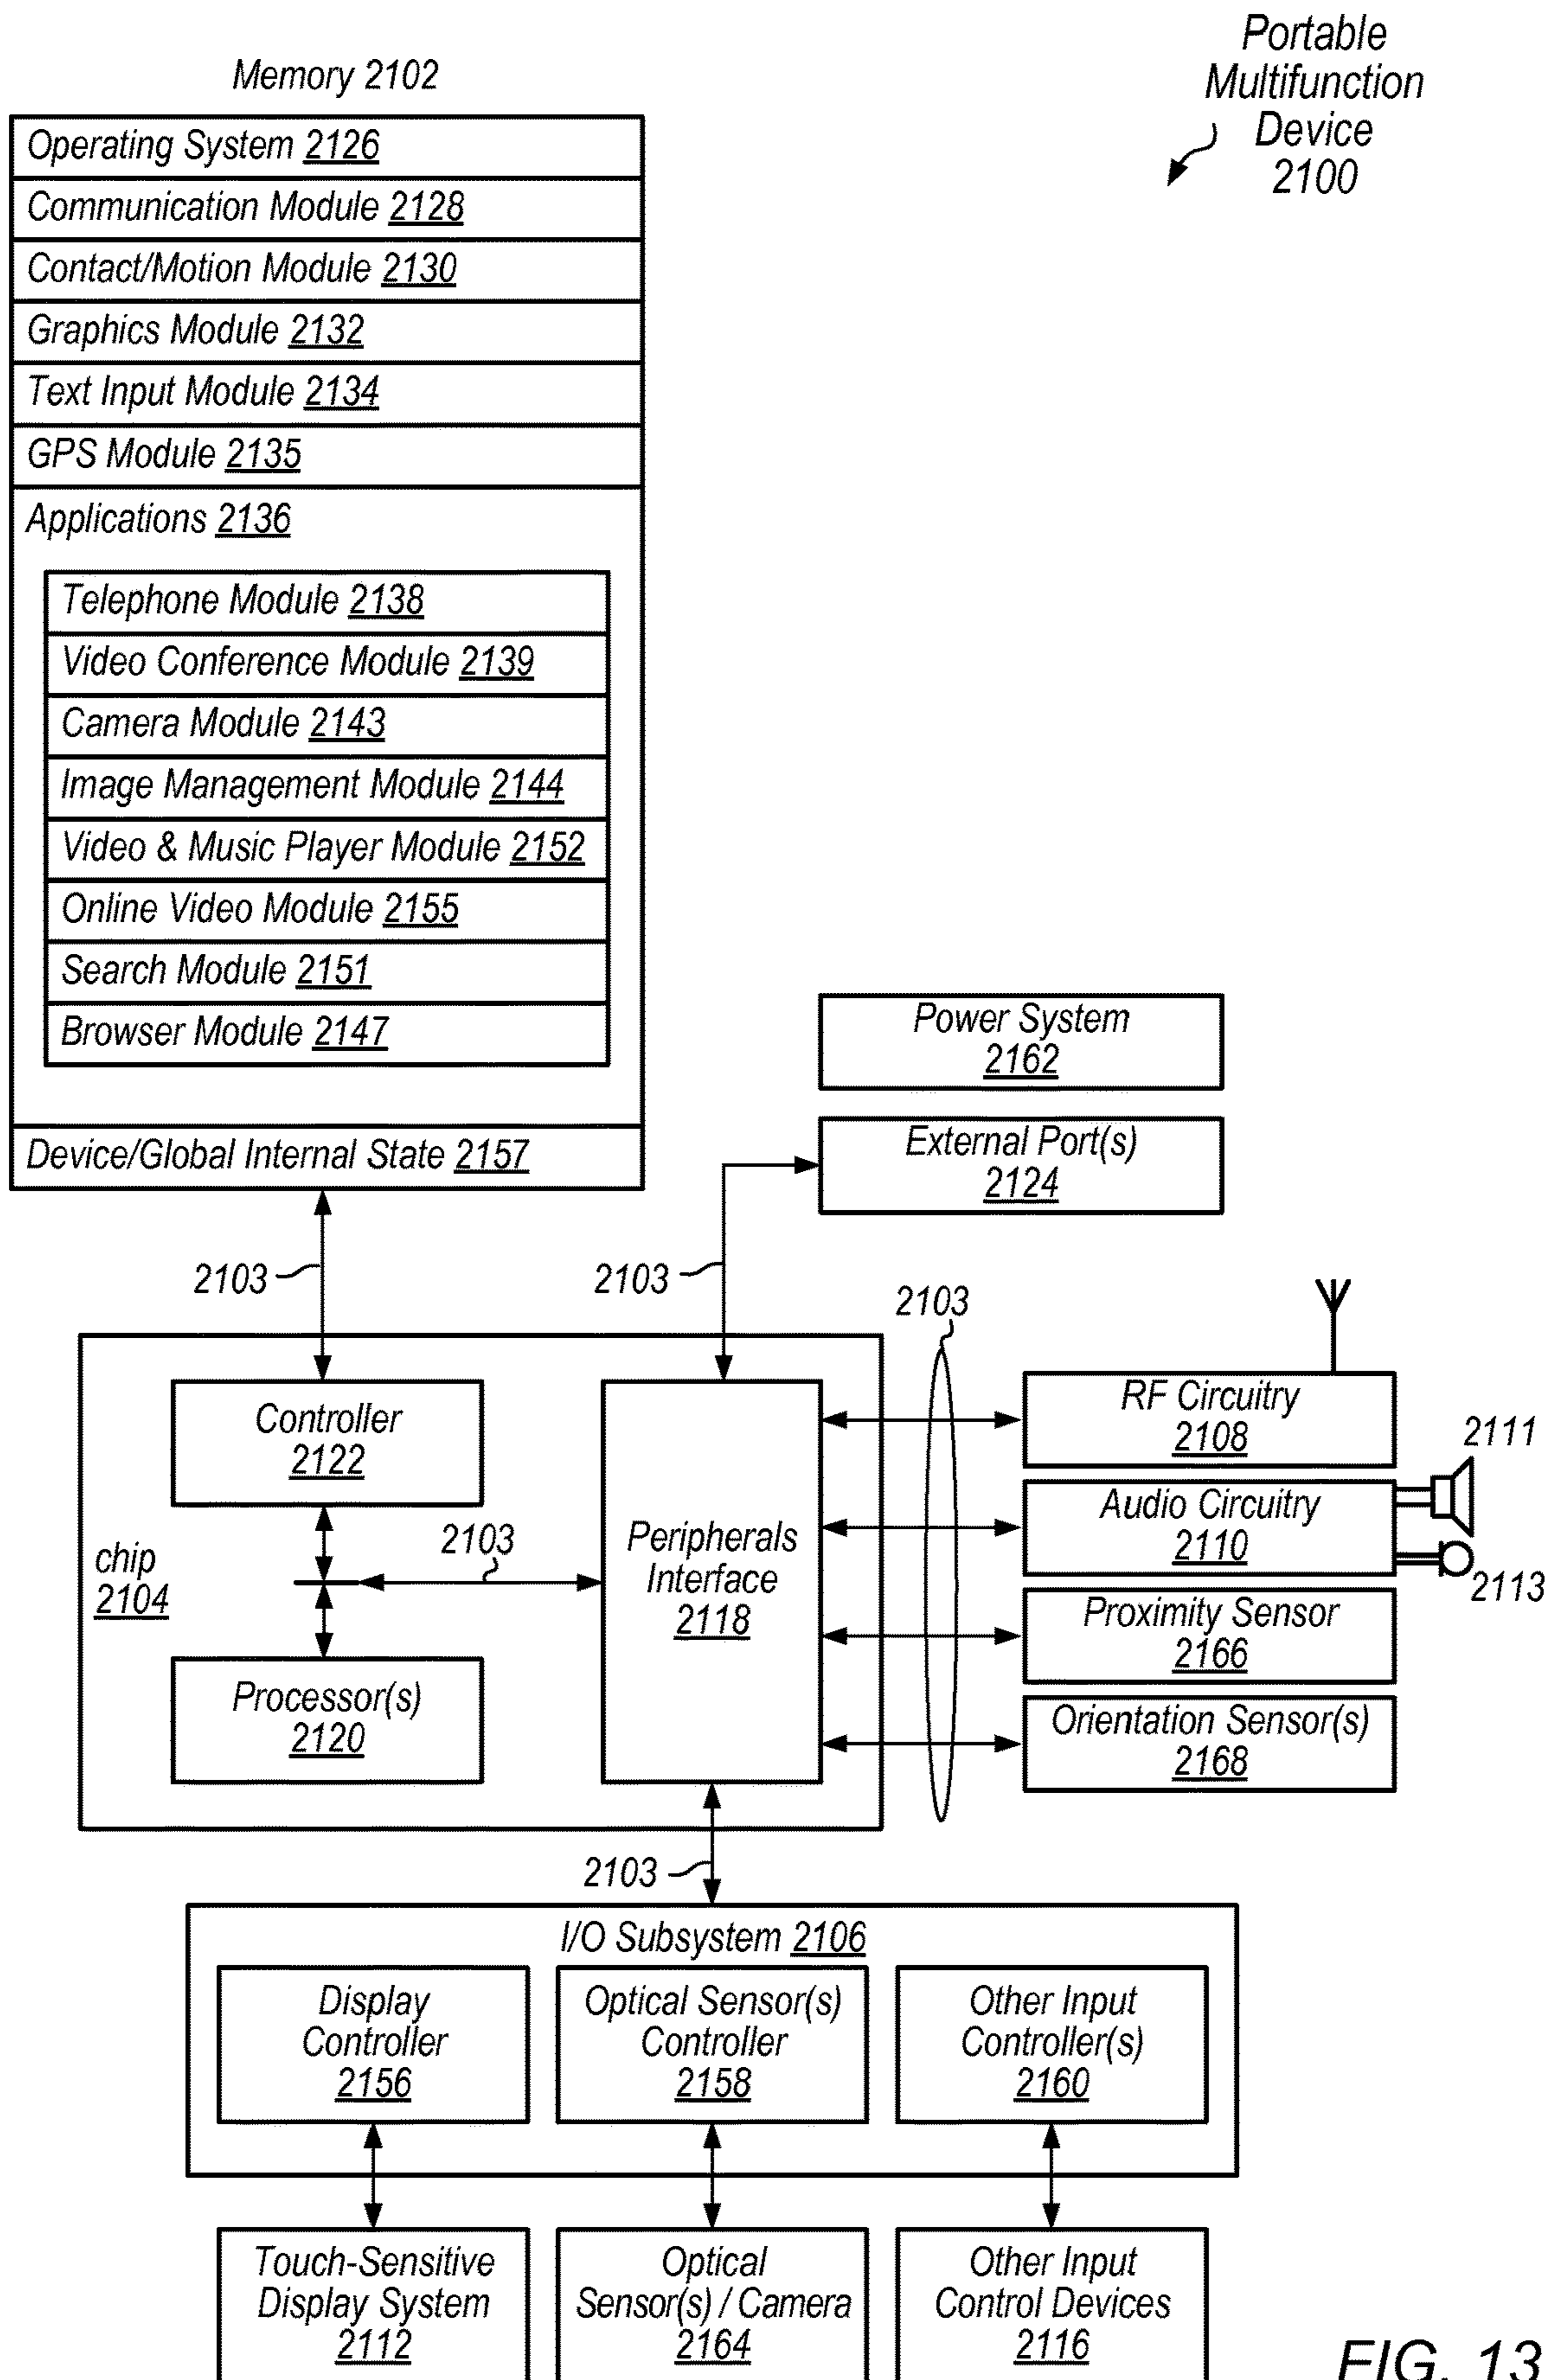 Portable
Multifunction
Device
2100
Memory 2102
Operating System 2126
Communication Module 2128
Contact/Motion Module 2130
Graphics Module 2132
Text Input Module 2134
GPS Module 2135
Applications 2136
Telephone Module 2138
Video Conference Module 2139
Camera Module 2143
Image Management Module 2144
Video & Music Player Module 2152
Online Video Module 2155
Search Module 2151
Browser Module 2147
Device/Global Internal State 2157
Power System
2162
External Port(s)
2124
2103
2103
2103
chip
2104
Controller
2122
2103
Processor(s)
2120
Peripherals
Interface
2118
RF Circuitry
2108
2111
Audio Circuitry
2110
2113
Proximity Sensor
2166
Orientation Sensor(s)
2168
2103
I/O Subsystem 2106
Display
Controller
2156
Optical Sensor(s)
Controller
2158
Other Input
Controller(s)
2160
Touch-Sensitive
Display System
2112
Optical
Sensor(s) / Camera
2164
Other Input
Control Devices
2116
FIG. 13